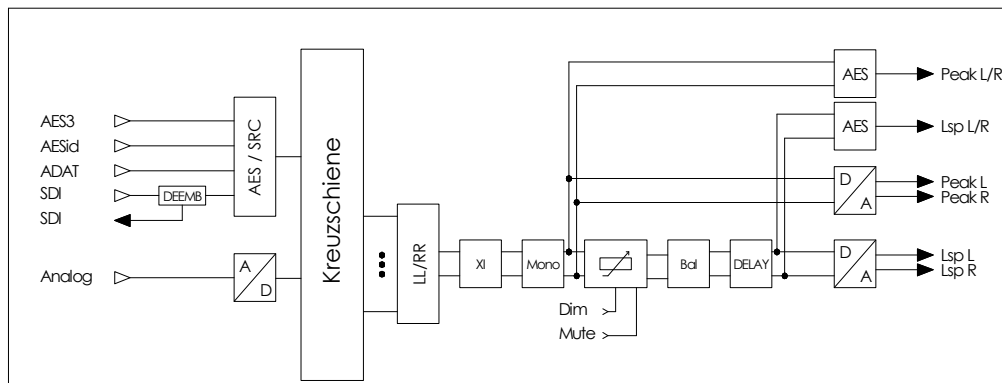 AES3
AESid
ADAT
SDI
SDI
DEEMB
AES / SRC
Analog
A
D
Kreuzschiene
LL/RR
XI
Mono
Dim
Mute
Bal
DELAY
AES
Peak L/R
AES
Lsp L/R
D
A
Peak L
Peak R
D
A
Lsp L
Lsp R